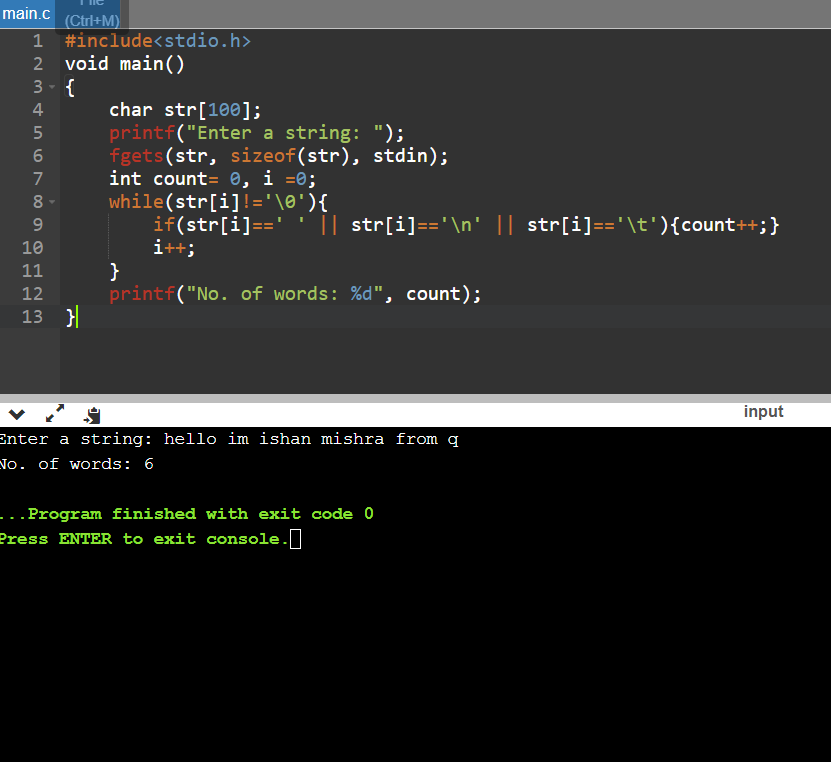 main.c
File
(Ctrl+M)
1 #include<stdio.h>
2 void main()
3 {
4 char str[100];
5 printf("Enter a string: ");
6 fgets(str, sizeof(str), stdin);
7 int count= 0, i =0;
8 while(str[i]!='\0'){
9 if(str[i]==' ' || str[i]=='\n' || str[i]=='\t'){count++;}
10 i++;
11 }
12 printf("No. of words: %d", count);
13 }
input
Enter a string: hello im ishan mishra from q
No. of words: 6
...Program finished with exit code 0
Press ENTER to exit console.